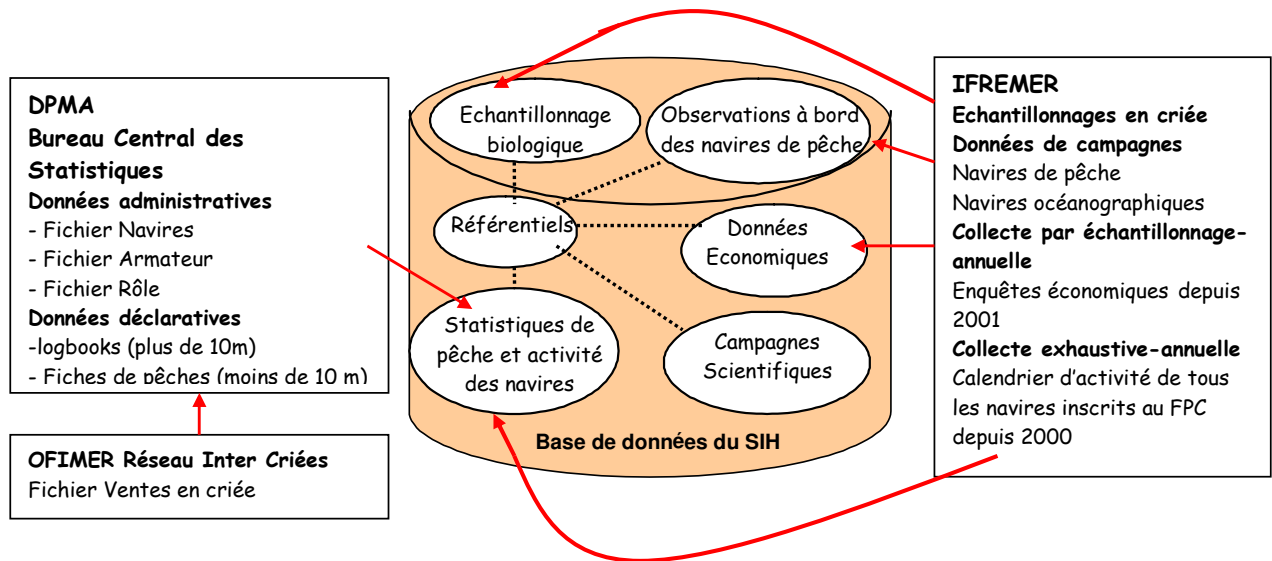 DPMA
Bureau Central des
Statistiques
Données administratives
- Fichier Navires
- Fichier Armateur
- Fichier Rôle
Données déclaratives
-logbooks (plus de 10m)
- Fiches de pêches (moins de 10 m)
OFIMER Réseau Inter Criées
Fichier Ventes en criée
Echantillonnage
biologique
Observations à bord
des navires de pêche
Référentiels
Données
Economiques
Statistiques de
pêche et activité
des navires
Campagnes
Scientifiques
Base de données du SIH
IFREMER
Echantillonnages en criée
Données de campagnes
Navires de pêche
Navires océanographiques
Collecte par échantillonnage-
annuelle
Enquêtes économiques depuis
2001
Collecte exhaustive-annuelle
Calendrier d'activité de tous
les navires inscrits au FPC
depuis 2000